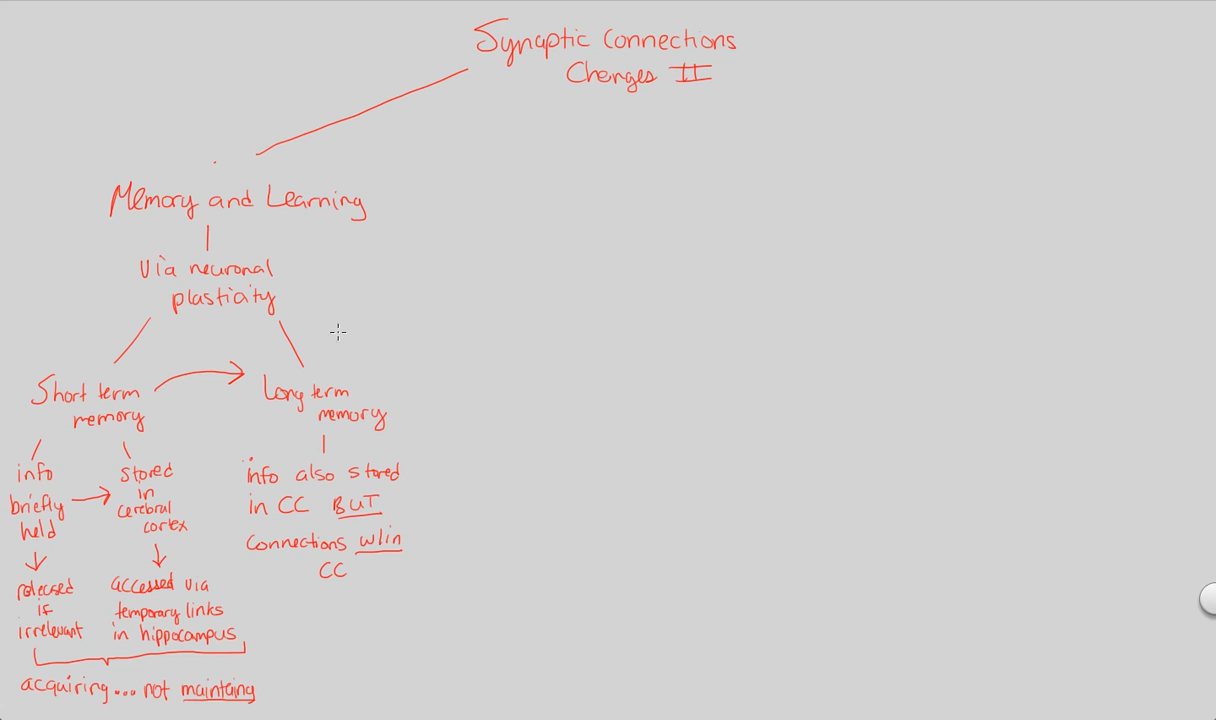 Synaptic Connections
Changes II
Memory and Learning
Via neuronal
plasticity
Short term
memory
Long term
memory
info
briefly
held
stored
in
cerebral
cortex
info also stored
in CC BUT
connections w/in
CC
released
if
irrelevant
accessed via
temporary links
in hippocampus
acquiring... not maintaing